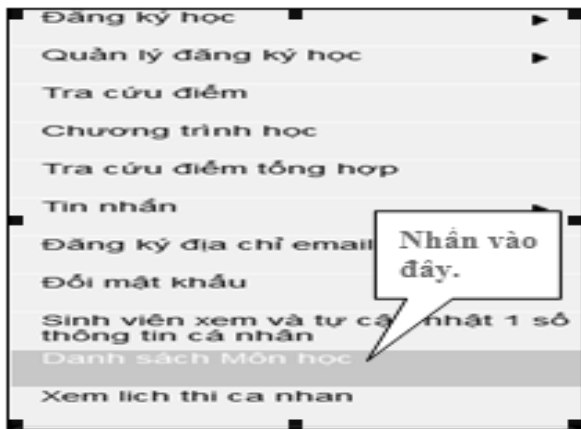 Đăng ký học
Quản lý đăng ký học
Tra cứu điểm
Chương trình học
Tra cứu điểm tổng hợp
Tin nhắn
Đăng ký địa chỉ email
Nhấn vào
đây.
Đổi mật khẩu
Sinh viên xem và tự cập nhật 1 số
thông tin cá nhân
Danh sách Môn học
Xem lich thi ca nhan